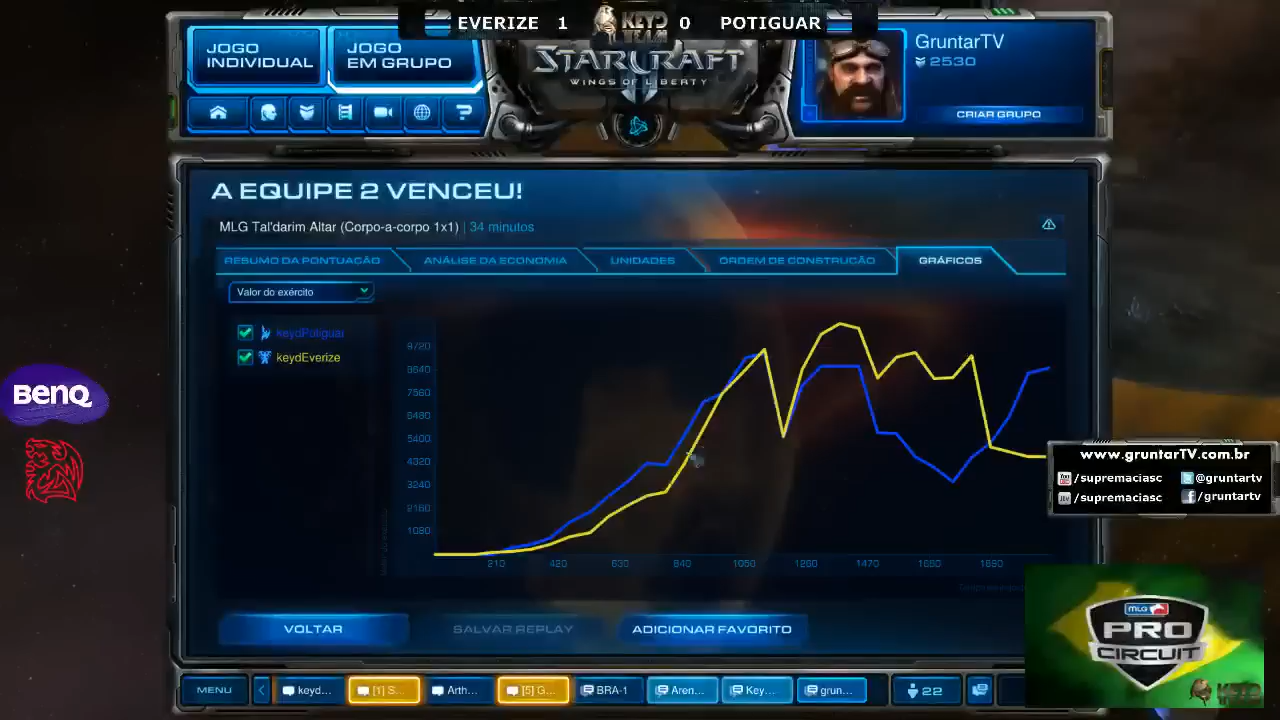 EVERIZE 1 KEYD TEAM 0 POTIGUAR
JOGO INDIVIDUAL
JOGO EM GRUPO
STARCRAFT
WINGS OF LIBERTY
GruntarTV
2530
CRIAR GRUPO
A EQUIPE 2 VENCEU!
MLG Tal'darim Altar (Corpo-a-corpo 1x1) | 34 minutos
RESUMO DA PONTUAÇÃO
ANÁLISE DA ECONOMIA
UNIDADES
ORDEM DE CONSTRUÇÃO
GRÁFICOS
Valor do exército
keydPotiguar
keydEverize
9720
8640
7560
6480
5400
4320
3240
2160
1080
210 420 630 840 1050 1260 1470 1680 1890
BENQ
www.gruntarTV.com.br
/supremaciasc @gruntartv
/supremaciasc /gruntartv
VOLTAR
SALVAR REPLAY
ADICIONAR FAVORITO
MLG
PRO
CIRCUIT
KEYD
MENU
keyd...
[1] S...
Arth...
[5] G...
BRA-1
Aren...
Key...
grun...
22